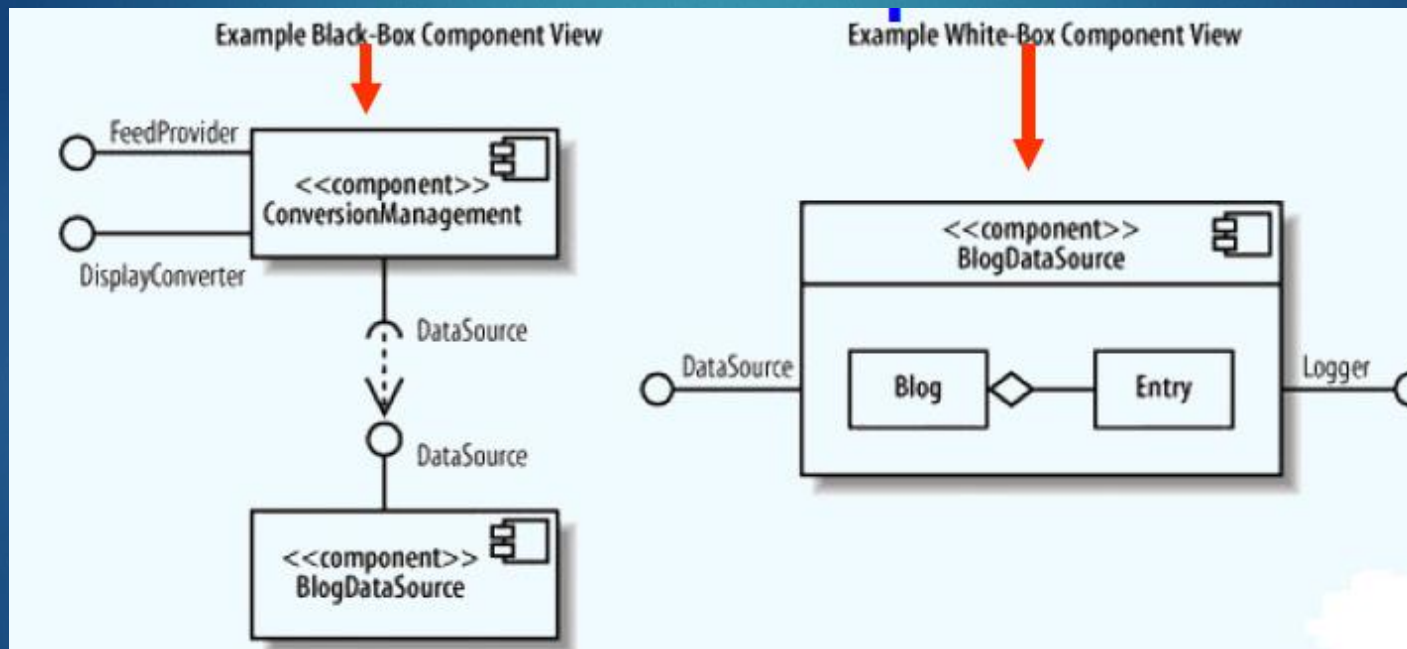 Example Black-Box Component View
FeedProvider
<<component>>
ConversionManagement
DisplayConverter
DataSource
DataSource
<<component>>
BlogDataSource
Example White-Box Component View
<<component>>
BlogDataSource
DataSource
Blog
Entry
Logger